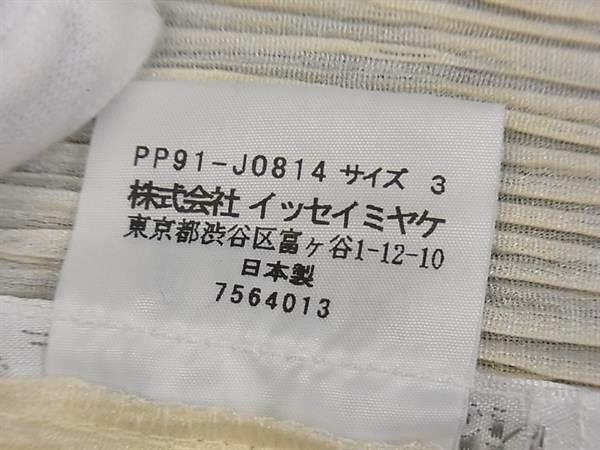 PP91-J0814 サイズ 3
株式会社 イッセイミヤケ
東京都渋谷区富ヶ谷1-12-10
日本製
7564013